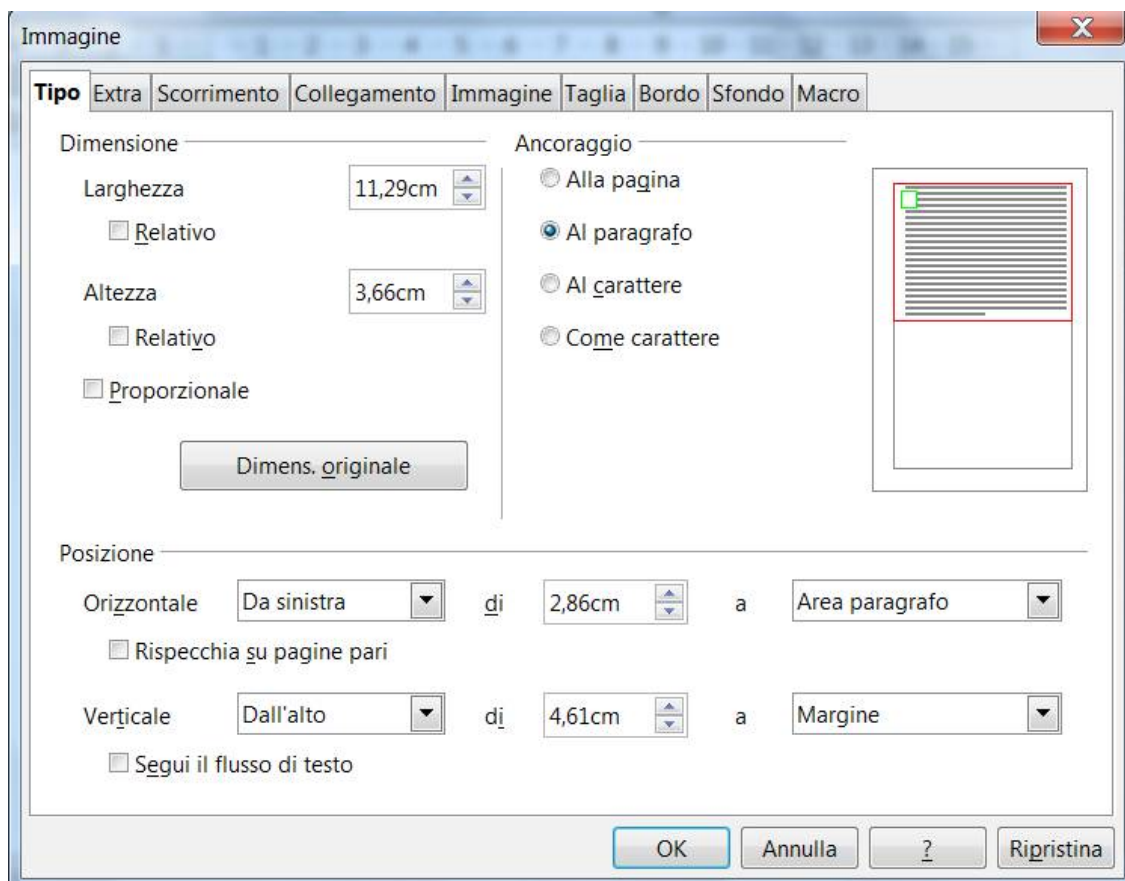 Immagine
Tipo Extra Scorrimento Collegamento Immagine Taglia Bordo Sfondo Macro
Dimensione
Larghezza 11,29cm
Relativo
Altezza 3,66cm
Relativo
Proporzionale
Dimens. originale
Ancoraggio
Alla pagina
Al paragrafo
Al carattere
Come carattere
Posizione
Orizzontale Da sinistra di 2,86cm a Area paragrafo
Rispecchia su pagine pari
Verticale Dall'alto di 4,61cm a Margine
Segui il flusso di testo
OK Annulla ? Ripristina